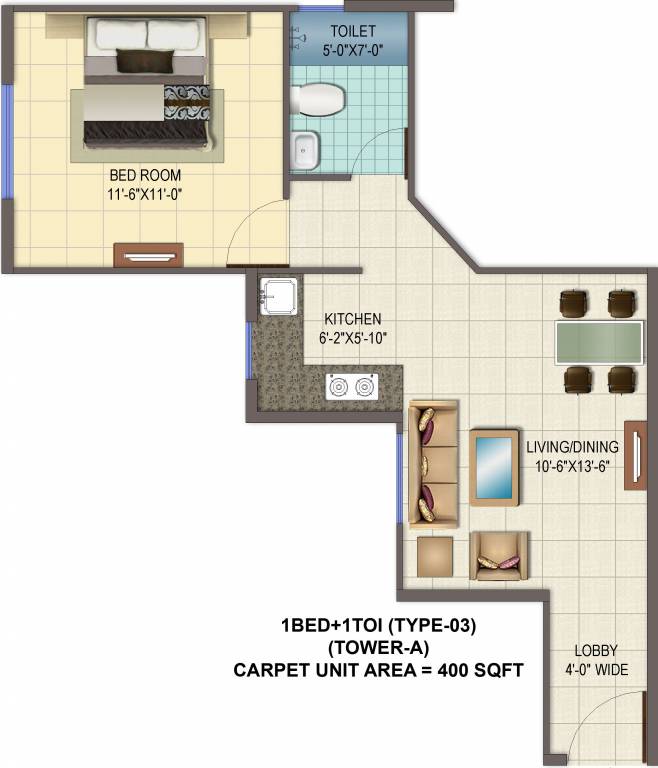 TOILET
5'-0"X7'-0"
BED ROOM
11'-6"X11'-0"
KITCHEN
6'-2"X5'-10"
LIVING/DINING
10'-6"X13'-6"
1BED+1TOI (TYPE-03)
(TOWER-A)
CARPET UNIT AREA = 400 SQFT
LOBBY
4'-0" WIDE